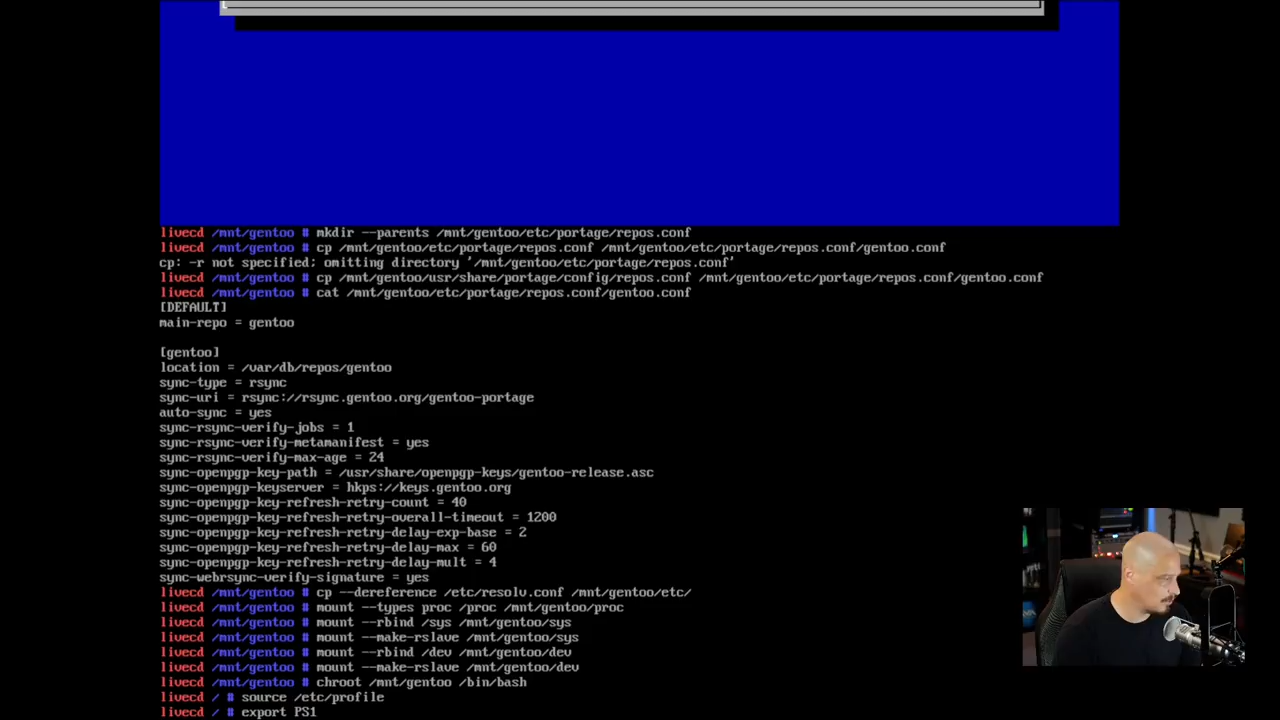 livecd /mnt/gentoo # mkdir --parents /mnt/gentoo/etc/portage/repos.conf
livecd /mnt/gentoo # cp /mnt/gentoo/etc/portage/repos.conf /mnt/gentoo/etc/portage/repos.conf/gentoo.conf
cp: -r not specified; omitting directory '/mnt/gentoo/etc/portage/repos.conf'
livecd /mnt/gentoo # cp /mnt/gentoo/usr/share/portage/config/repos.conf /mnt/gentoo/etc/portage/repos.conf/gentoo.conf
livecd /mnt/gentoo # cat /mnt/gentoo/etc/portage/repos.conf/gentoo.conf
[DEFAULT]
main-repo = gentoo
[gentoo]
location = /var/db/repos/gentoo
sync-type = rsync
sync-uri = rsync://rsync.gentoo.org/gentoo-portage
auto-sync = yes
sync-rsync-verify-jobs = 1
sync-rsync-verify-metamanifest = yes
sync-rsync-verify-max-age = 24
sync-openpgp-key-path = /usr/share/openpgp-keys/gentoo-release.asc
sync-openpgp-keyserver = hkps://keys.gentoo.org
sync-openpgp-key-refresh-retry-count = 40
sync-openpgp-key-refresh-retry-overall-timeout = 1200
sync-openpgp-key-refresh-retry-delay-exp-base = 2
sync-openpgp-key-refresh-retry-delay-max = 60
sync-openpgp-key-refresh-retry-delay-mult = 4
sync-webrsync-verify-signature = yes
livecd /mnt/gentoo # cp --dereference /etc/resolv.conf /mnt/gentoo/etc/
livecd /mnt/gentoo # mount --types proc /proc /mnt/gentoo/proc
livecd /mnt/gentoo # mount --rbind /sys /mnt/gentoo/sys
livecd /mnt/gentoo # mount --make-rslave /mnt/gentoo/sys
livecd /mnt/gentoo # mount --rbind /dev /mnt/gentoo/dev
livecd /mnt/gentoo # mount --make-rslave /mnt/gentoo/dev
livecd /mnt/gentoo # chroot /mnt/gentoo /bin/bash
livecd / # source /etc/profile
livecd / # export PS1